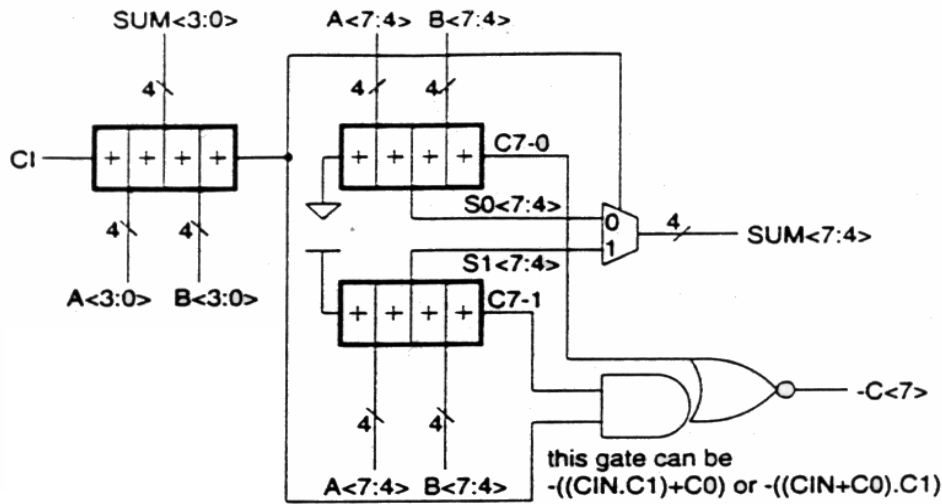 SUM<3:0>
A<7:4> B<7:4>
4
4 4
CI + + + +
+ + + + C7-0
S0<7:4>
0
4
SUM<7:4>
4 4
1
S1<7:4>
A<3:0> B<3:0>
C7-1
+ + + +
-C<7>
4 4
this gate can be
A<7:4> B<7:4> -((CIN.C1)+C0) or -((CIN+C0).C1)